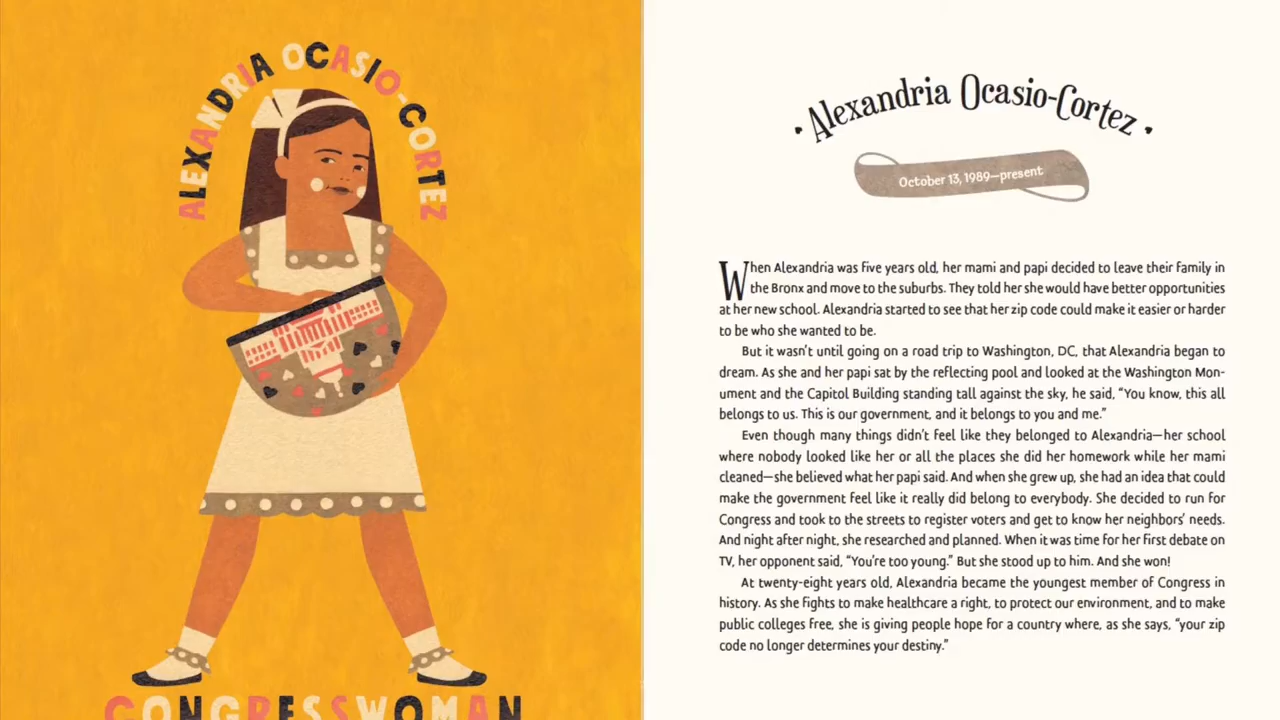 ALEXANDRIA OCASIO-CORTEZ
CONGRESSWOMAN
Alexandria Ocasio-Cortez
October 13, 1989—present
When Alexandria was five years old, her mami and papi decided to leave their family in
the Bronx and move to the suburbs. They told her she would have better opportunities
at her new school. Alexandria started to see that her zip code could make it easier or harder
to be who she wanted to be.
But it wasn't until going on a road trip to Washington, DC, that Alexandria began to
dream. As she and her papi sat by the reflecting pool and looked at the Washington Mon-
ument and the Capitol Building standing tall against the sky, he said, “You know, this all
belongs to us. This is our government, and it belongs to you and me.”
Even though many things didn't feel like they belonged to Alexandria—her school
where nobody looked like her or all the places she did her homework while her mami
cleaned—she believed what her papi said. And when she grew up, she had an idea that could
make the government feel like it really did belong to everybody. She decided to run for
Congress and took to the streets to register voters and get to know her neighbors' needs.
And night after night, she researched and planned. When it was time for her first debate on
TV, her opponent said, “You're too young.” But she stood up to him. And she won!
At twenty-eight years old, Alexandria became the youngest member of Congress in
history. As she fights to make healthcare a right, to protect our environment, and to make
public colleges free, she is giving people hope for a country where, as she says, “your zip
code no longer determines your destiny.”